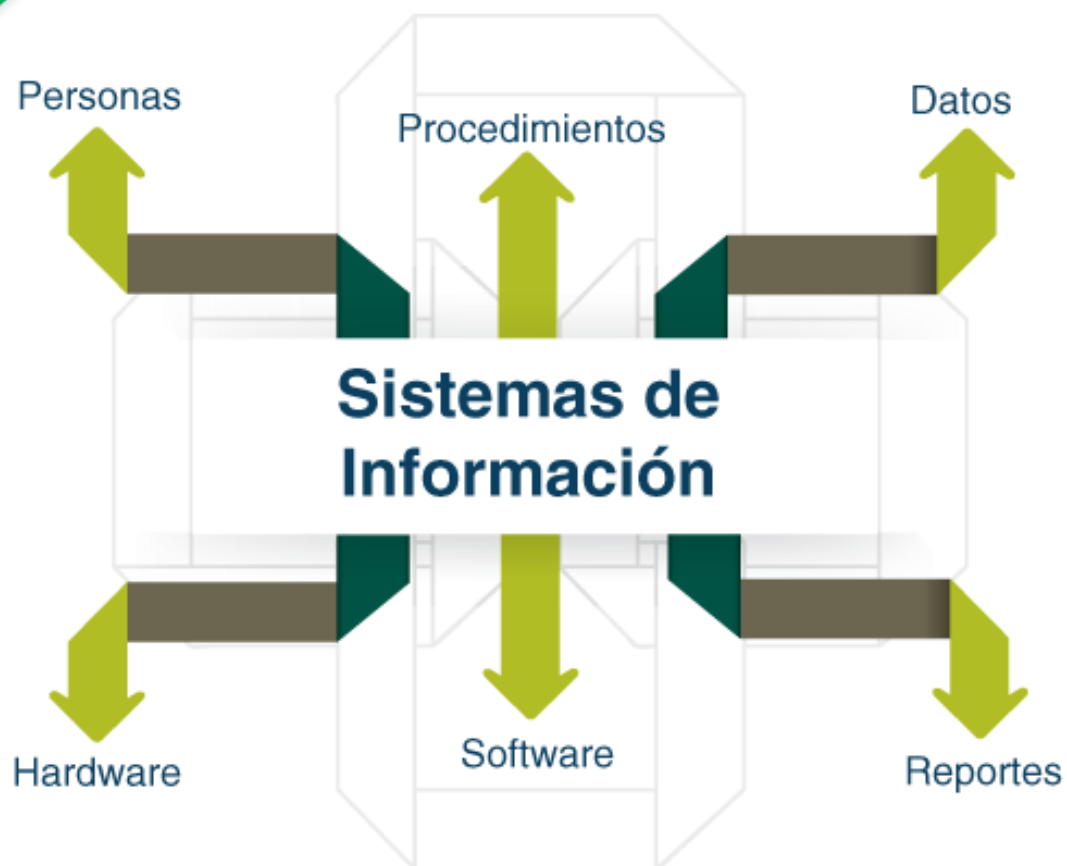 Personas
Procedimientos
Datos
Sistemas de
Información
Hardware
Software
Reportes